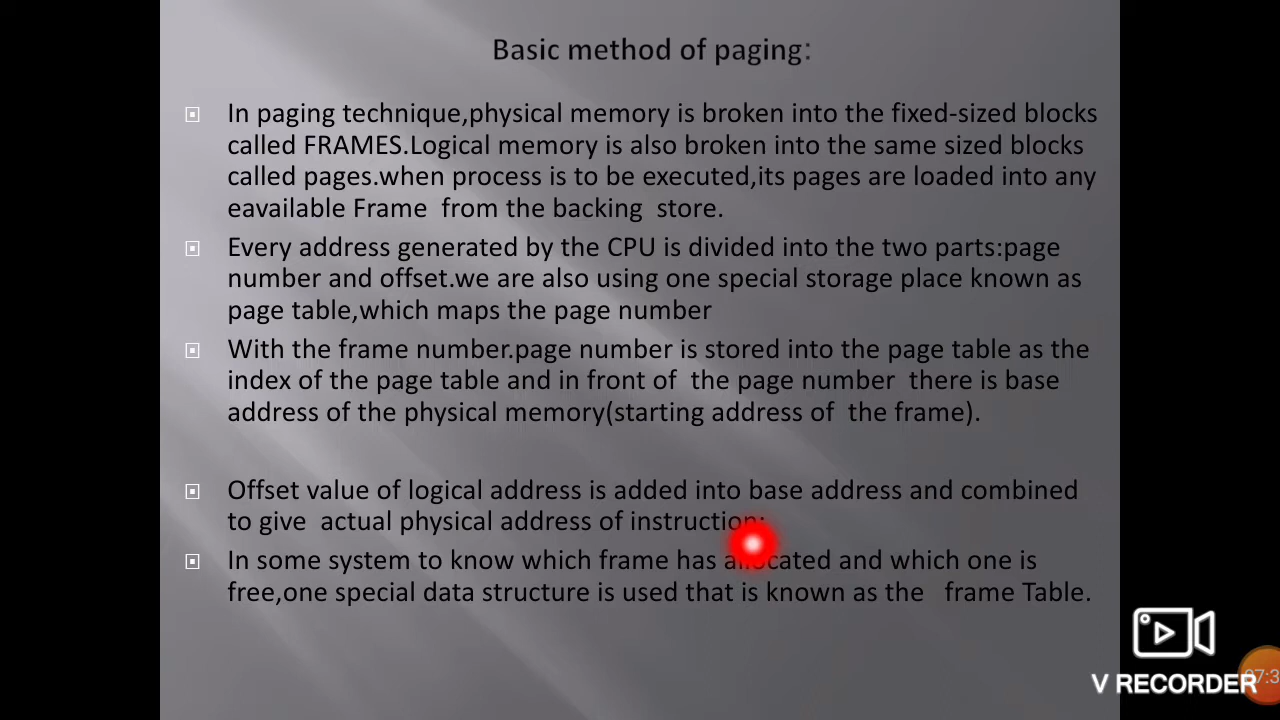 Basic method of paging:
In paging technique,physical memory is broken into the fixed-sized blocks
called FRAMES.Logical memory is also broken into the same sized blocks
called pages.when process is to be executed,its pages are loaded into any
eavailable Frame from the backing store.
Every address generated by the CPU is divided into the two parts:page
number and offset.we are also using one special storage place known as
page table,which maps the page number
With the frame number.page number is stored into the page table as the
index of the page table and in front of the page number there is base
address of the physical memory(starting address of the frame).
Offset value of logical address is added into base address and combined
to give actual physical address of instruction;
In some system to know which frame has allocated and which one is
free,one special data structure is used that is known as the frame Table.
V RECORDER